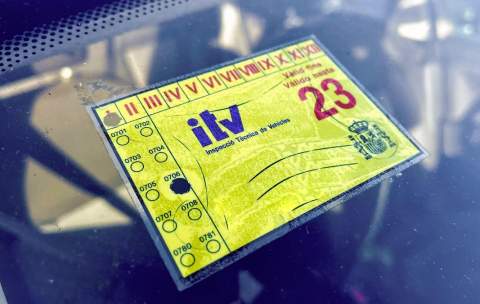 II III IV V VI VII VIII IX X XI XII
Vàlid fins
Válido hasta
23
itv
Inspecció Tècnica de Vehicles
0701 0702
0703 0704
0705 0706
0707 0708
0780 0781